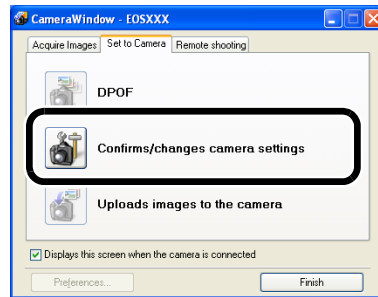 CameraWindow - EOSXXX
Acquire Images Set to Camera Remote shooting
DPOF
Confirms/changes camera settings
Uploads images to the camera
Displays this screen when the camera is connected
Preferences... Finish